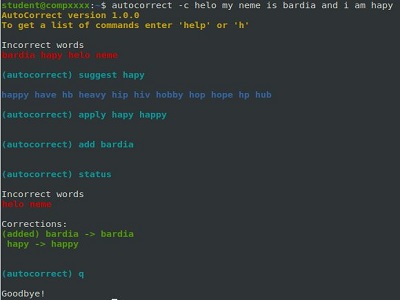 student@compxxxx:~$ autocorrect -c helo my neme is bardia and i am hapy
AutoCorrect version 1.0.0
To get a list of commands enter 'help' or 'h'
Incorrect words
bardia hapy helo neme
(autocorrect) suggest hapy
happy have hb heavy hip hiv hobby hop hope hp hub
(autocorrect) apply hapy happy
(autocorrect) add bardia
(autocorrect) status
Incorrect words
helo neme
Corrections:
(added) bardia -> bardia
hapy -> happy
(autocorrect) q
Goodbye!